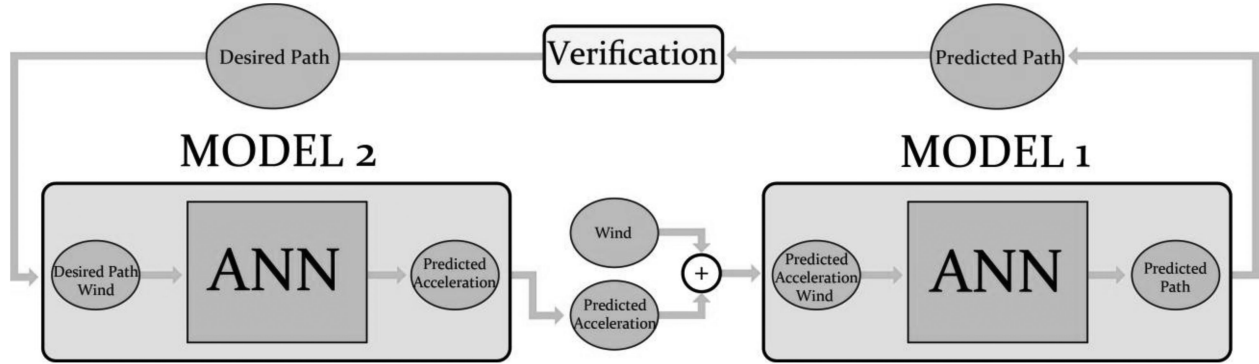 Desired Path
Verification
Predicted Path
MODEL 2
MODEL 1
Desired Path
Wind
ANN
Predicted
Acceleration
Wind
Predicted
Acceleration
+
Predicted
Acceleration
Wind
ANN
Predicted
Path